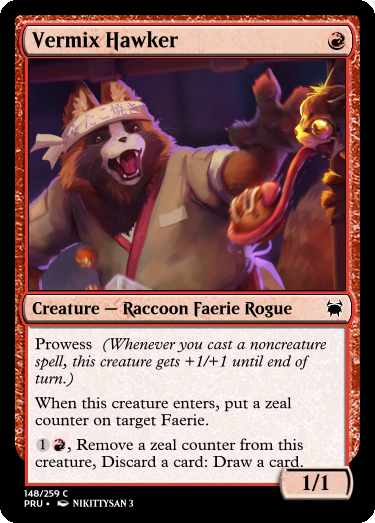 Vermix Hawker
Creature — Raccoon Faerie Rogue
Prowess (Whenever you cast a noncreature
spell, this creature gets +1/+1 until end of
turn.)
When this creature enters, put a zeal
counter on target Faerie.
1, Remove a zeal counter from this
creature, Discard a card: Draw a card.
1/1
148/259 C
PRU • NIKITTYSAN 3